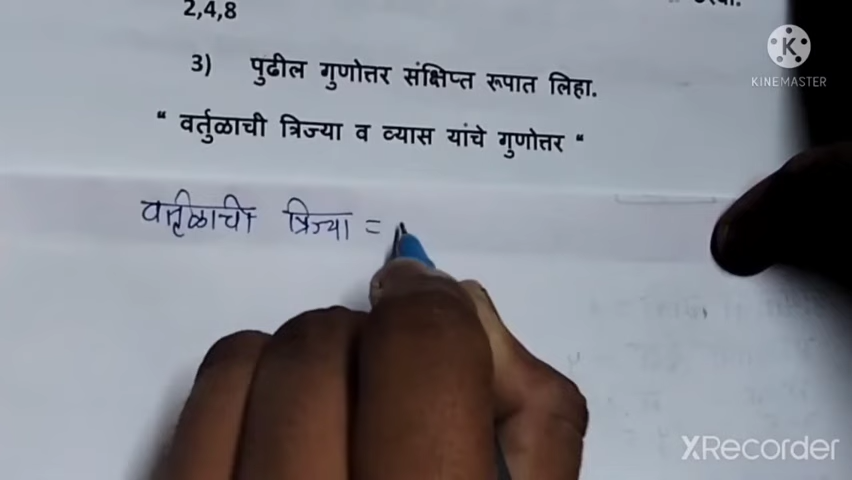 2,4,8
KINEMASTER
3) पुढील गुणोत्तर संक्षिप्त रूपात लिहा.
“ वर्तुळाची त्रिज्या व व्यास यांचे गुणोत्तर “
वर्तुळाची त्रिज्या =
XRecorder